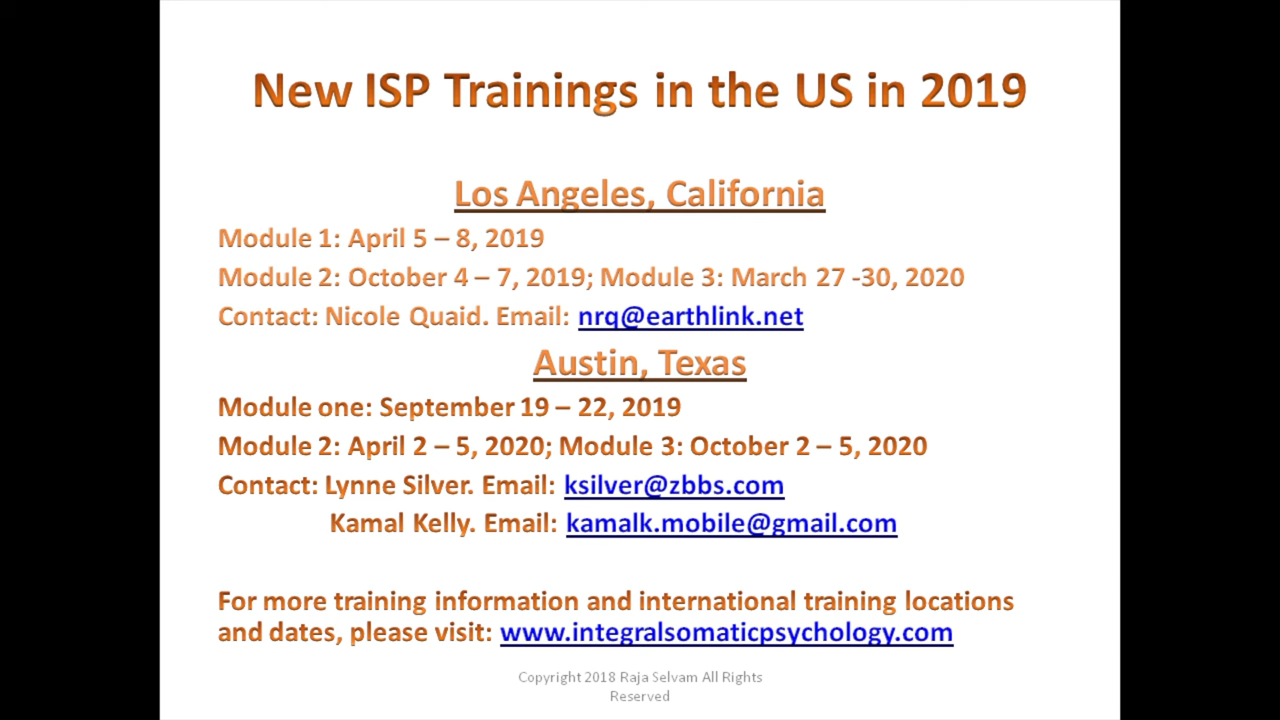 New ISP Trainings in the US in 2019
Los Angeles, California
Module 1: April 5 – 8, 2019
Module 2: October 4 – 7, 2019; Module 3: March 27 -30, 2020
Contact: Nicole Quaid. Email: nrq@earthlink.net
Austin, Texas
Module one: September 19 – 22, 2019
Module 2: April 2 – 5, 2020; Module 3: October 2 – 5, 2020
Contact: Lynne Silver. Email: ksilver@zbbs.com
Kamal Kelly. Email: kamalk.mobile@gmail.com
For more training information and international training locations
and dates, please visit: www.integralsomaticpsychology.com
Copyright 2018 Raja Selvam All Rights
Reserved